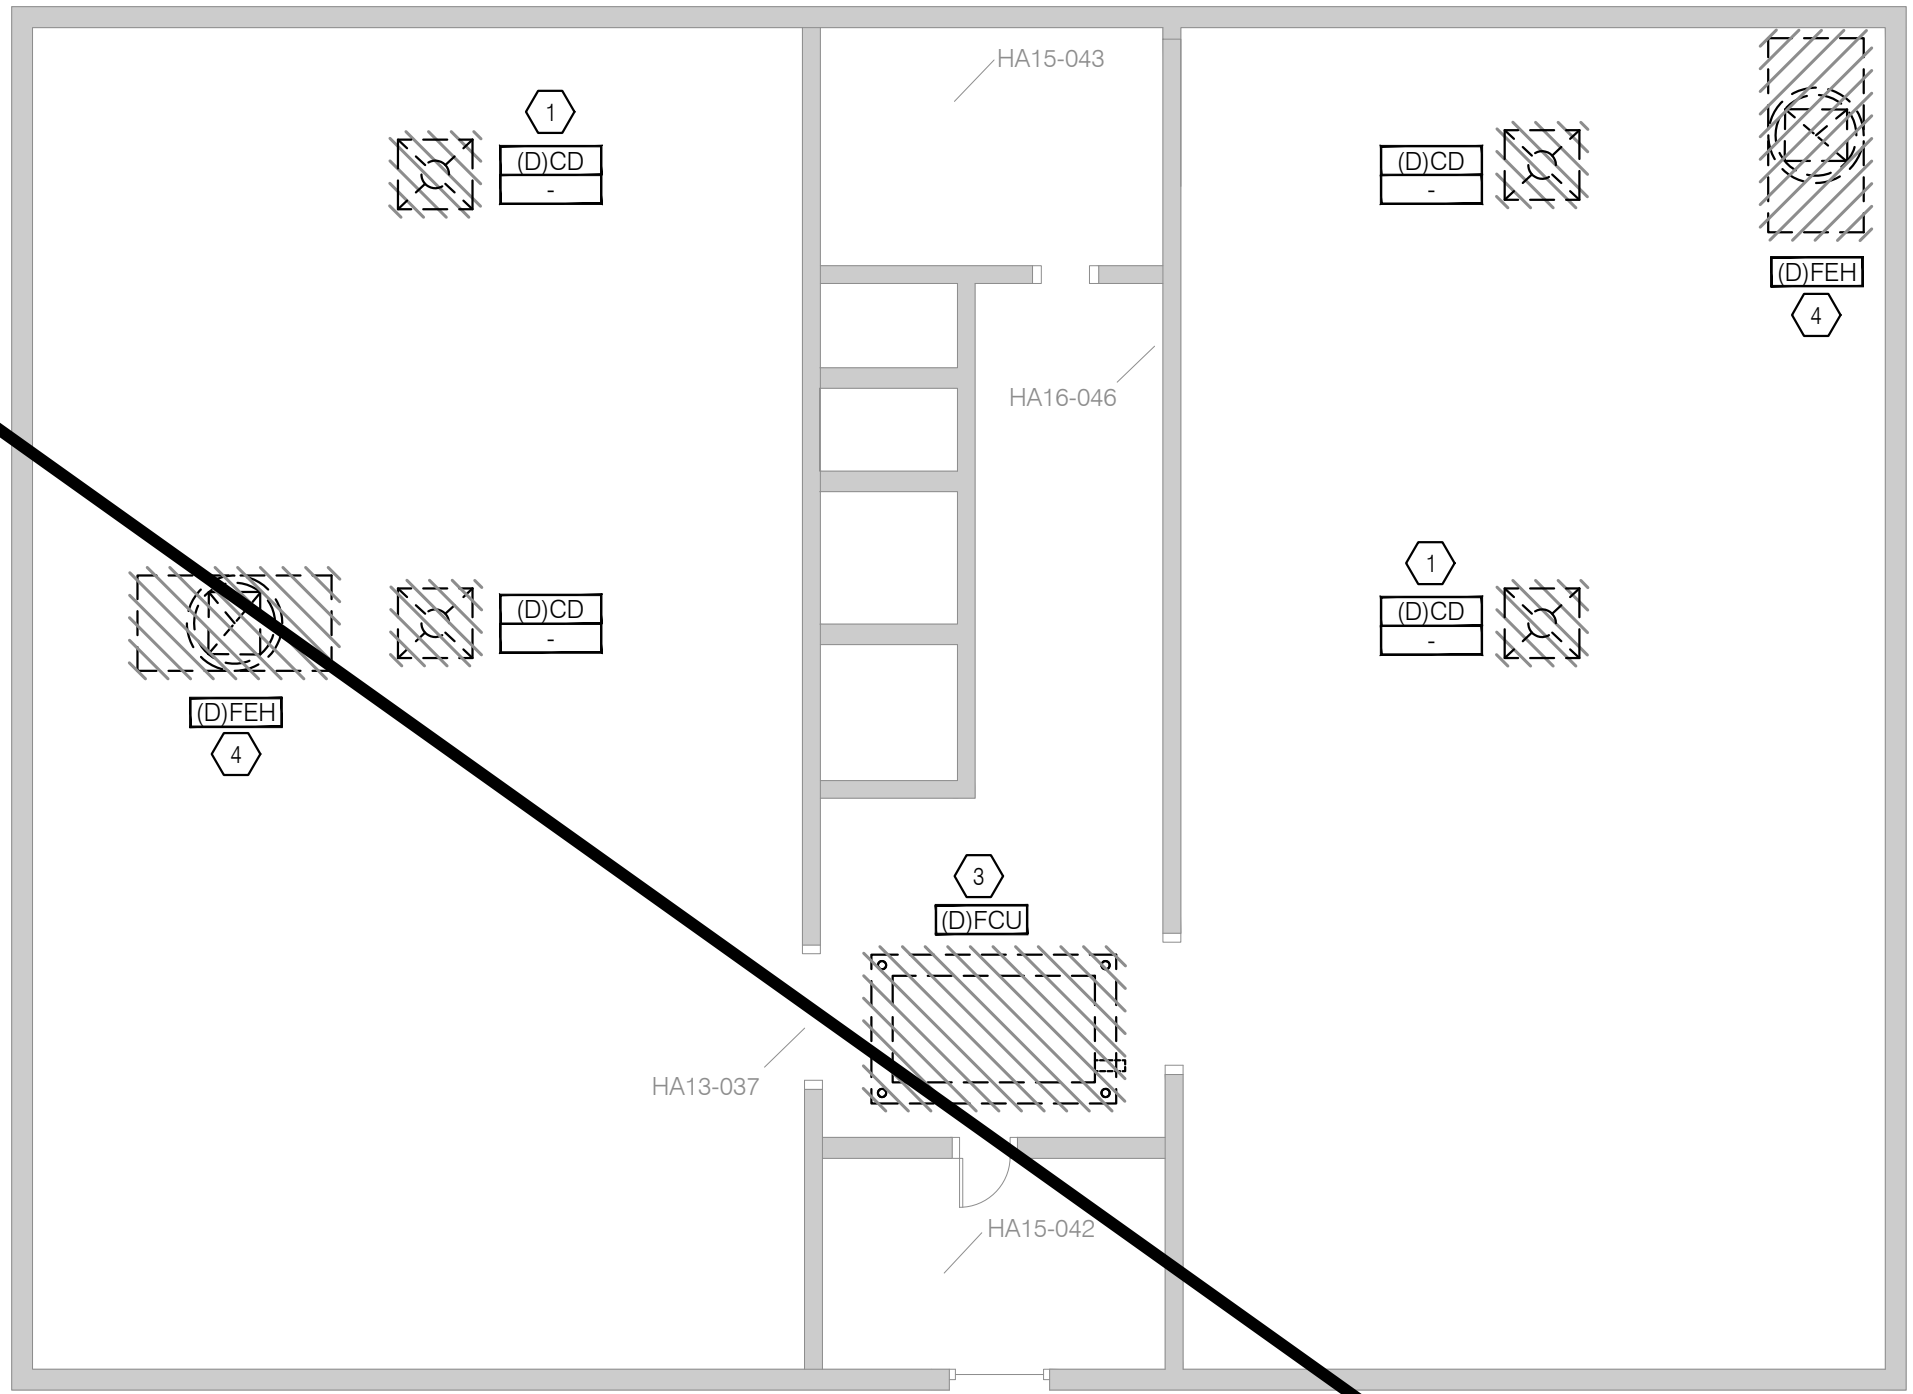 HA15-043
1
(D)CD
-
(D)CD
-
(D)FEH
4
HA16-046
1
(D)CD
-
(D)CD
-
(D)FEH
4
3
(D)FCU
HA13-037
HA15-042